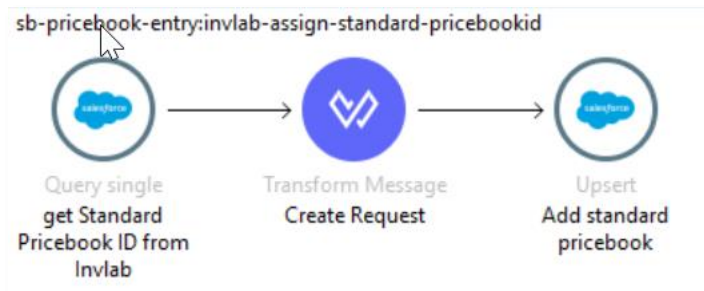 sb-pricebook-entry:invlab-assign-standard-pricebookid
salesforce
salesforce
Query single
Transform Message
Upsert
get Standard
Create Request
Add standard
Pricebook ID from
pricebook
Invlab